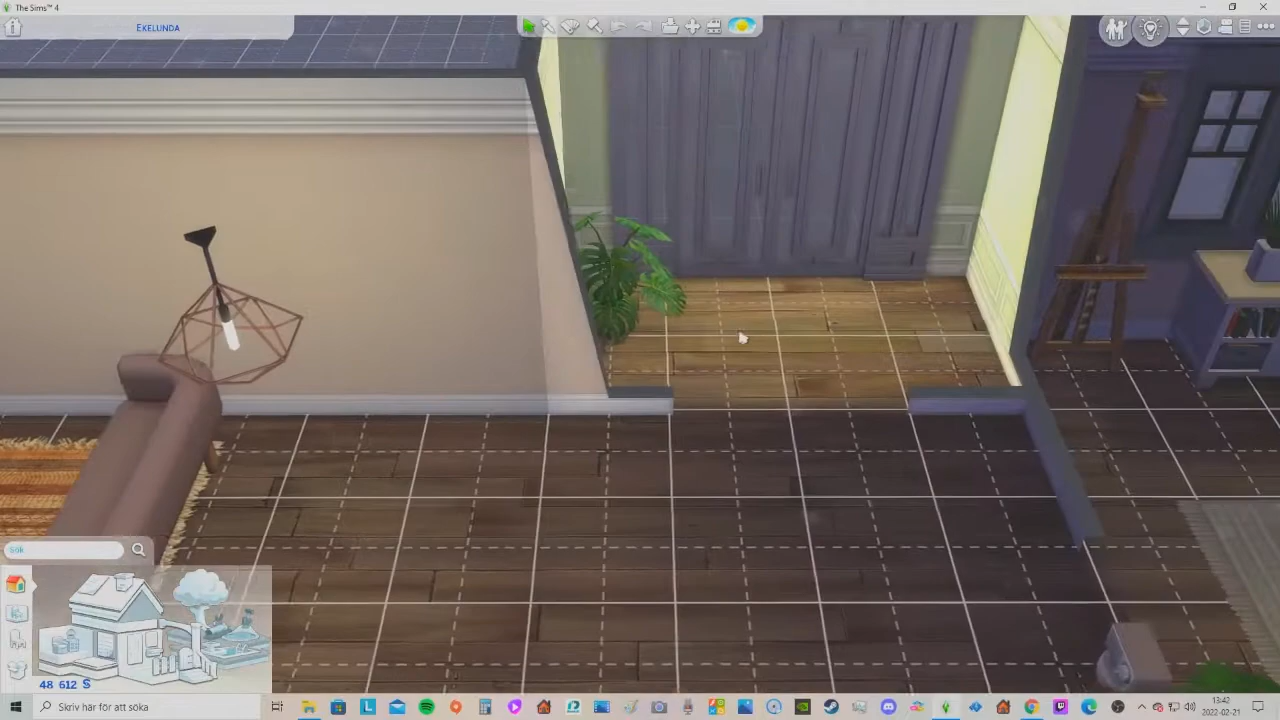 The Sims™ 4
EKELUNDA
Sök
48 612 $
Skriv här för att söka
13:42
2022-02-21